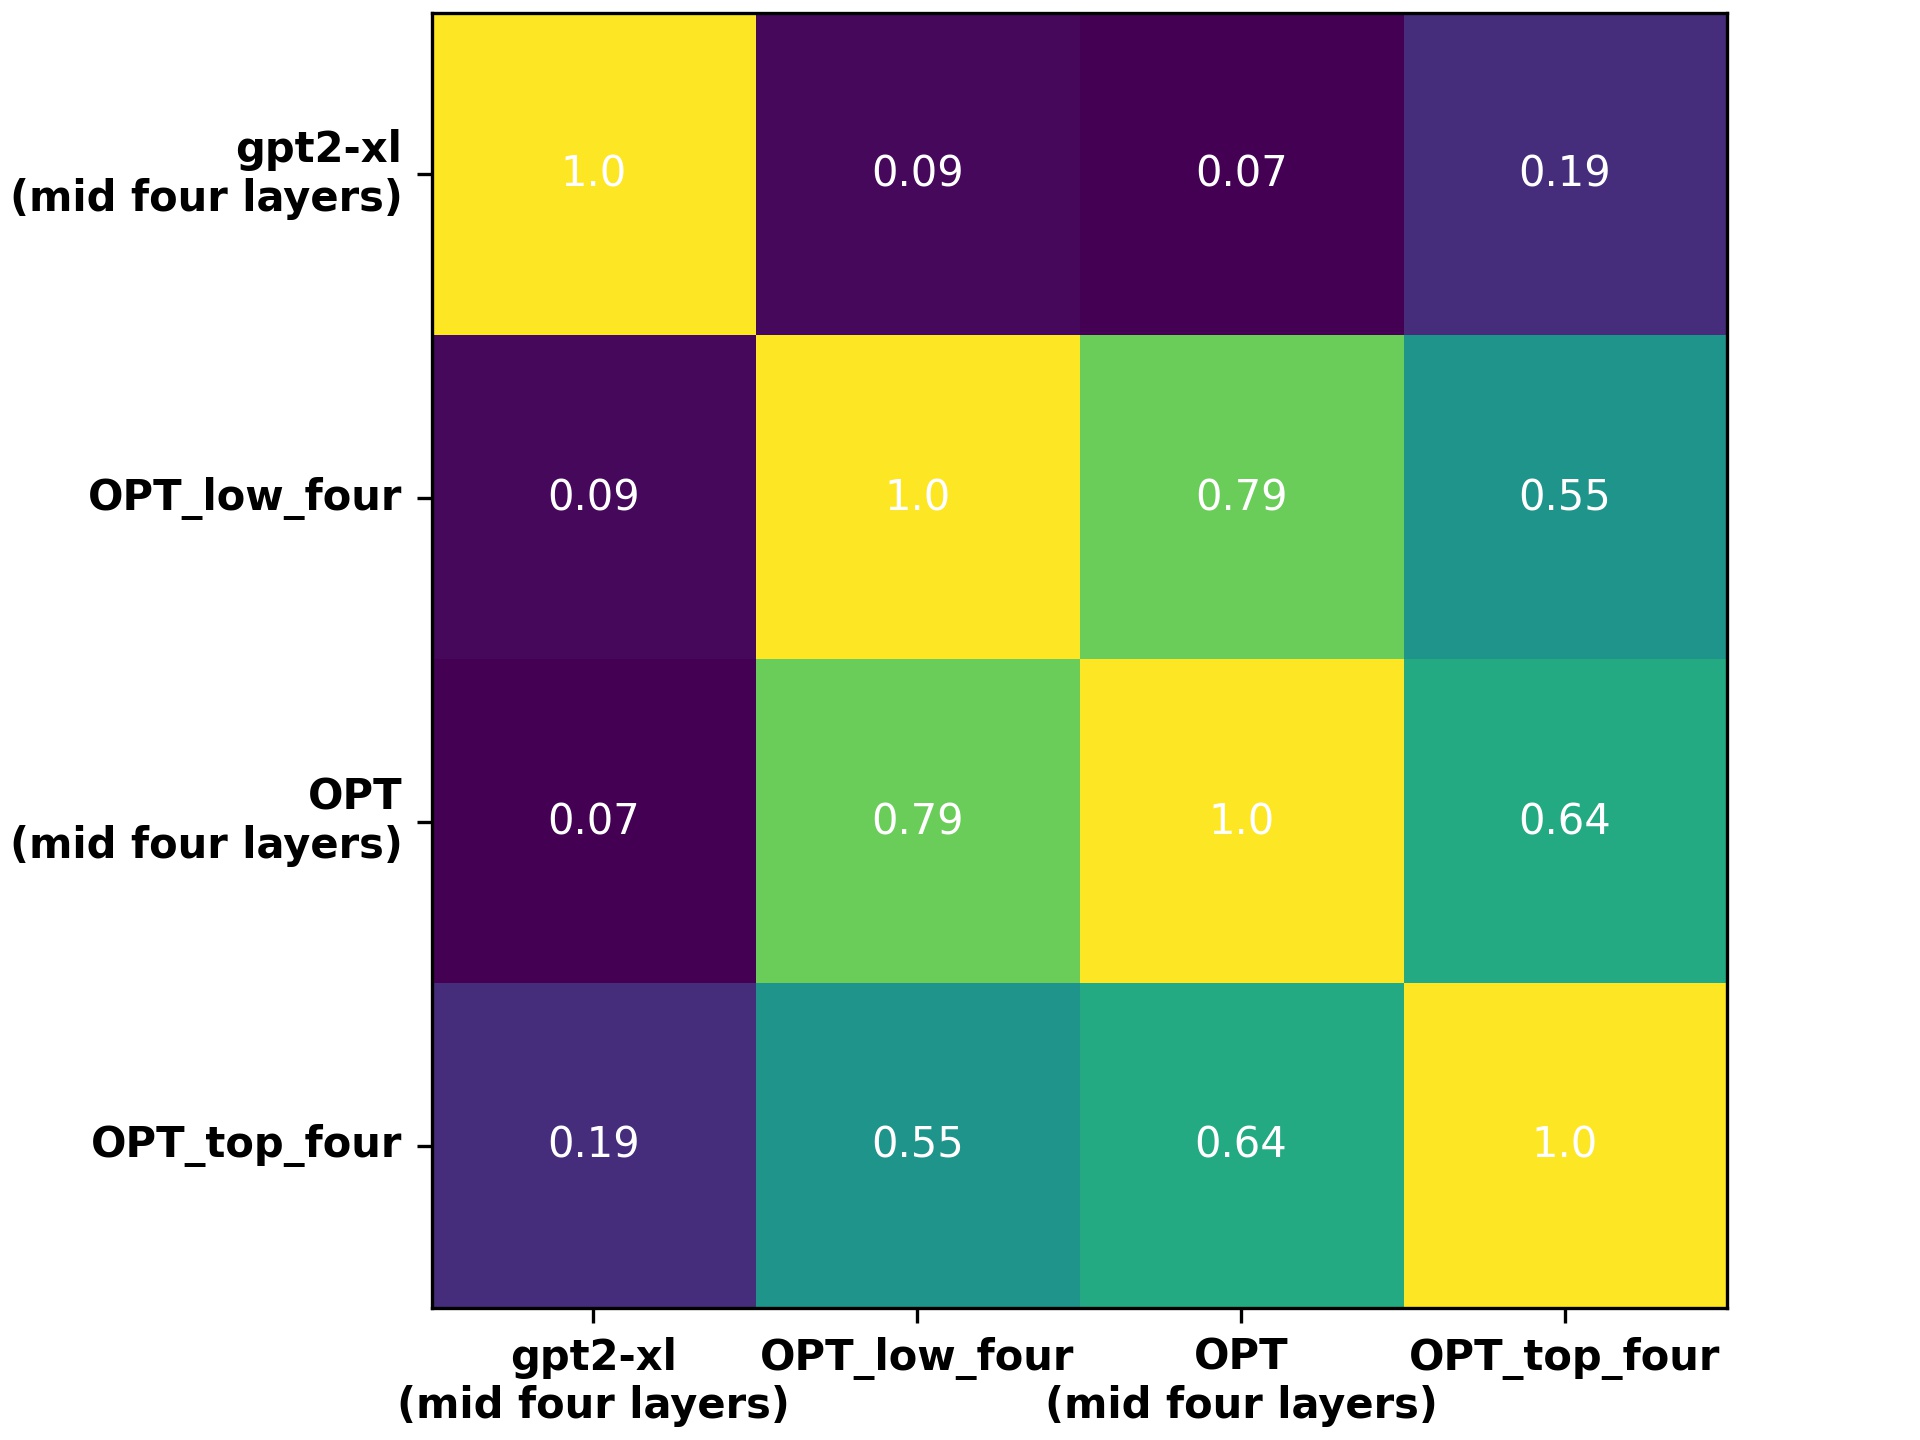 gpt2-xl
(mid four layers)
1.0 0.09 0.07 0.19
OPT_low_four
0.09 1.0 0.79 0.55
OPT
(mid four layers)
0.07 0.79 1.0 0.64
OPT_top_four
0.19 0.55 0.64 1.0
gpt2-xl OPT_low_four OPT OPT_top_four
(mid four layers) (mid four layers)